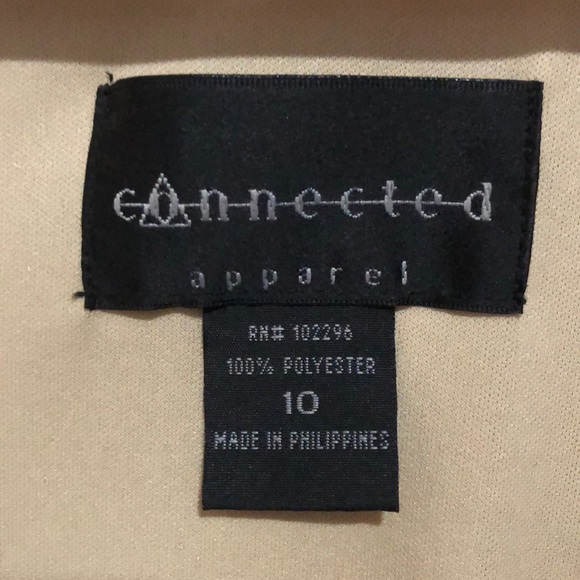 connected
apparel
RN# 102296
100% POLYESTER
10
MADE IN PHILIPPINES